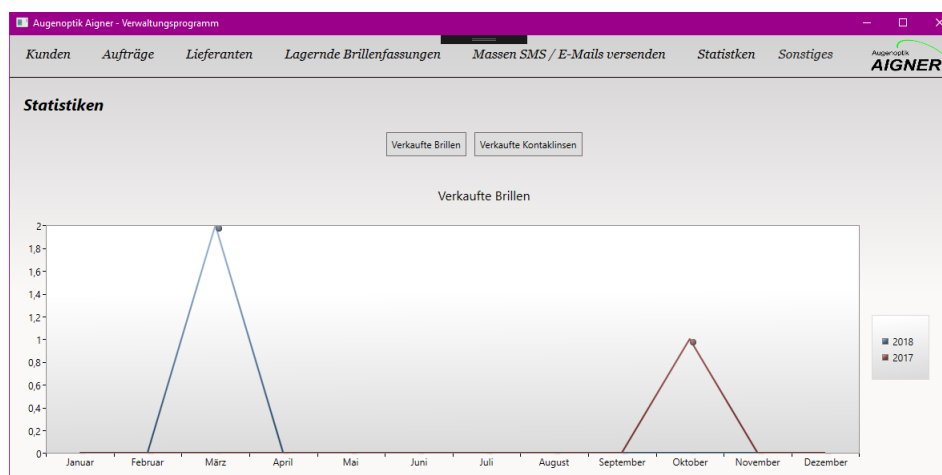 Augenoptik Aigner - Verwaltungsprogramm
Kunden Aufträge Lieferanten Lagernde Brillenfassungen Massen SMS / E-Mails versenden Statistken Sonstiges
Augenoptik
AIGNER
Statistiken
Verkaufte Brillen Verkaufte Kontaklinsen
Verkaufte Brillen
2
1,8
1,6
1,4
1,2
1
0,8
0,6
0,4
0,2
0
Januar Februar März April Mai Juni Juli August September Oktober November Dezember
2018
2017